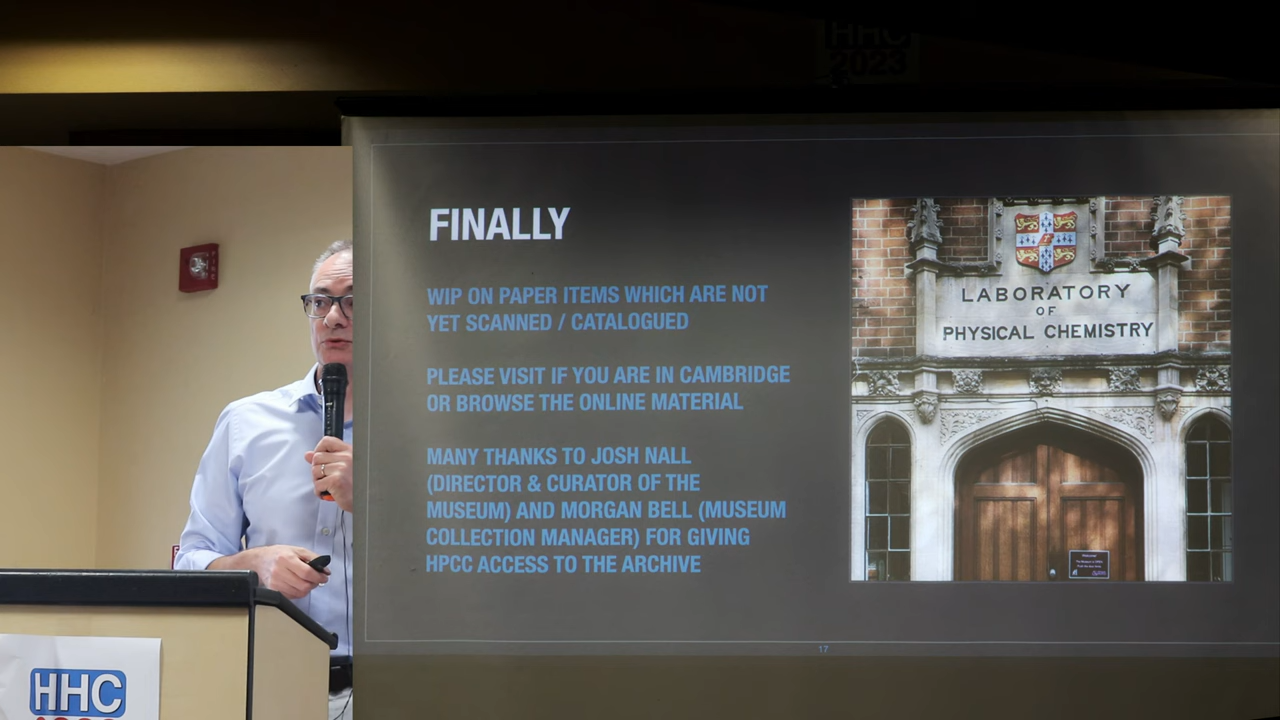 HHC
2023
FINALLY
WIP ON PAPER ITEMS WHICH ARE NOT
YET SCANNED / CATALOGUED
PLEASE VISIT IF YOU ARE IN CAMBRIDGE
OR BROWSE THE ONLINE MATERIAL
MANY THANKS TO JOSH NALL
(DIRECTOR & CURATOR OF THE
MUSEUM) AND MORGAN BELL (MUSEUM
COLLECTION MANAGER) FOR GIVING
HPCC ACCESS TO THE ARCHIVE
LABORATORY
OF
PHYSICAL CHEMISTRY
17
HHC